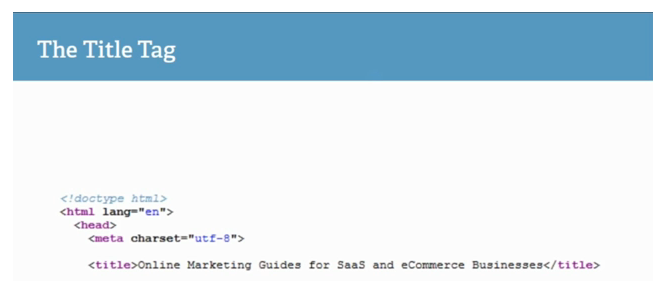 The Title Tag
<!doctype html>
<html lang="en">
<head>
<meta charset="utf-8">
<title>Online Marketing Guides for SaaS and eCommerce Businesses</title>